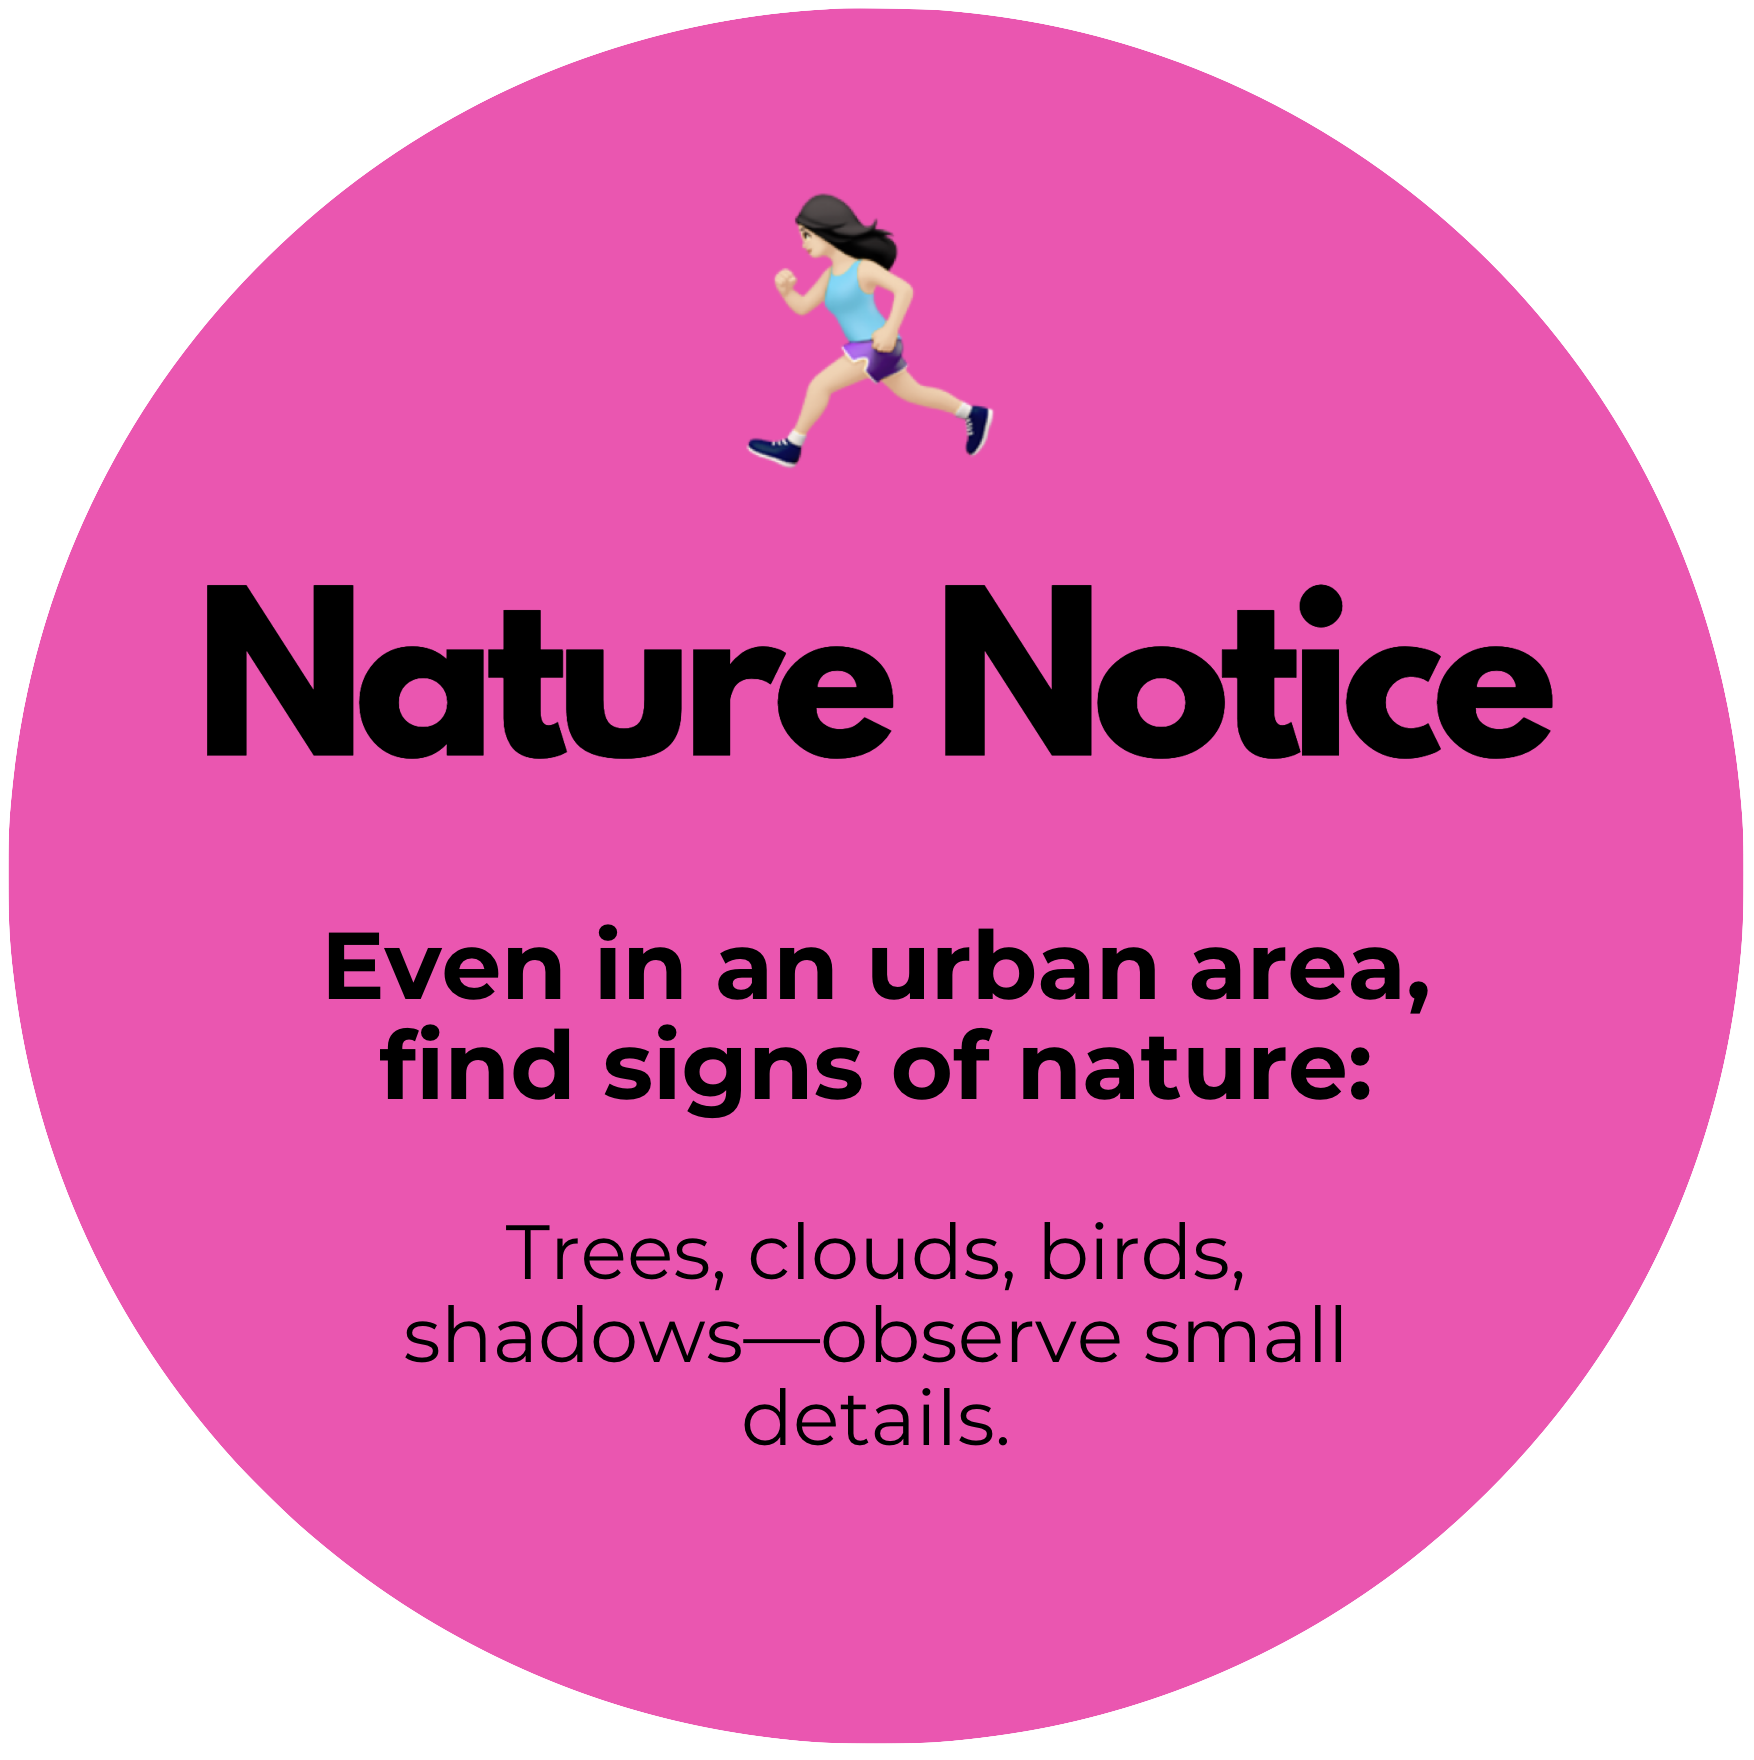 Nature Notice
Even in an urban area,
find signs of nature:
Trees, clouds, birds,
shadows—observe small
details.